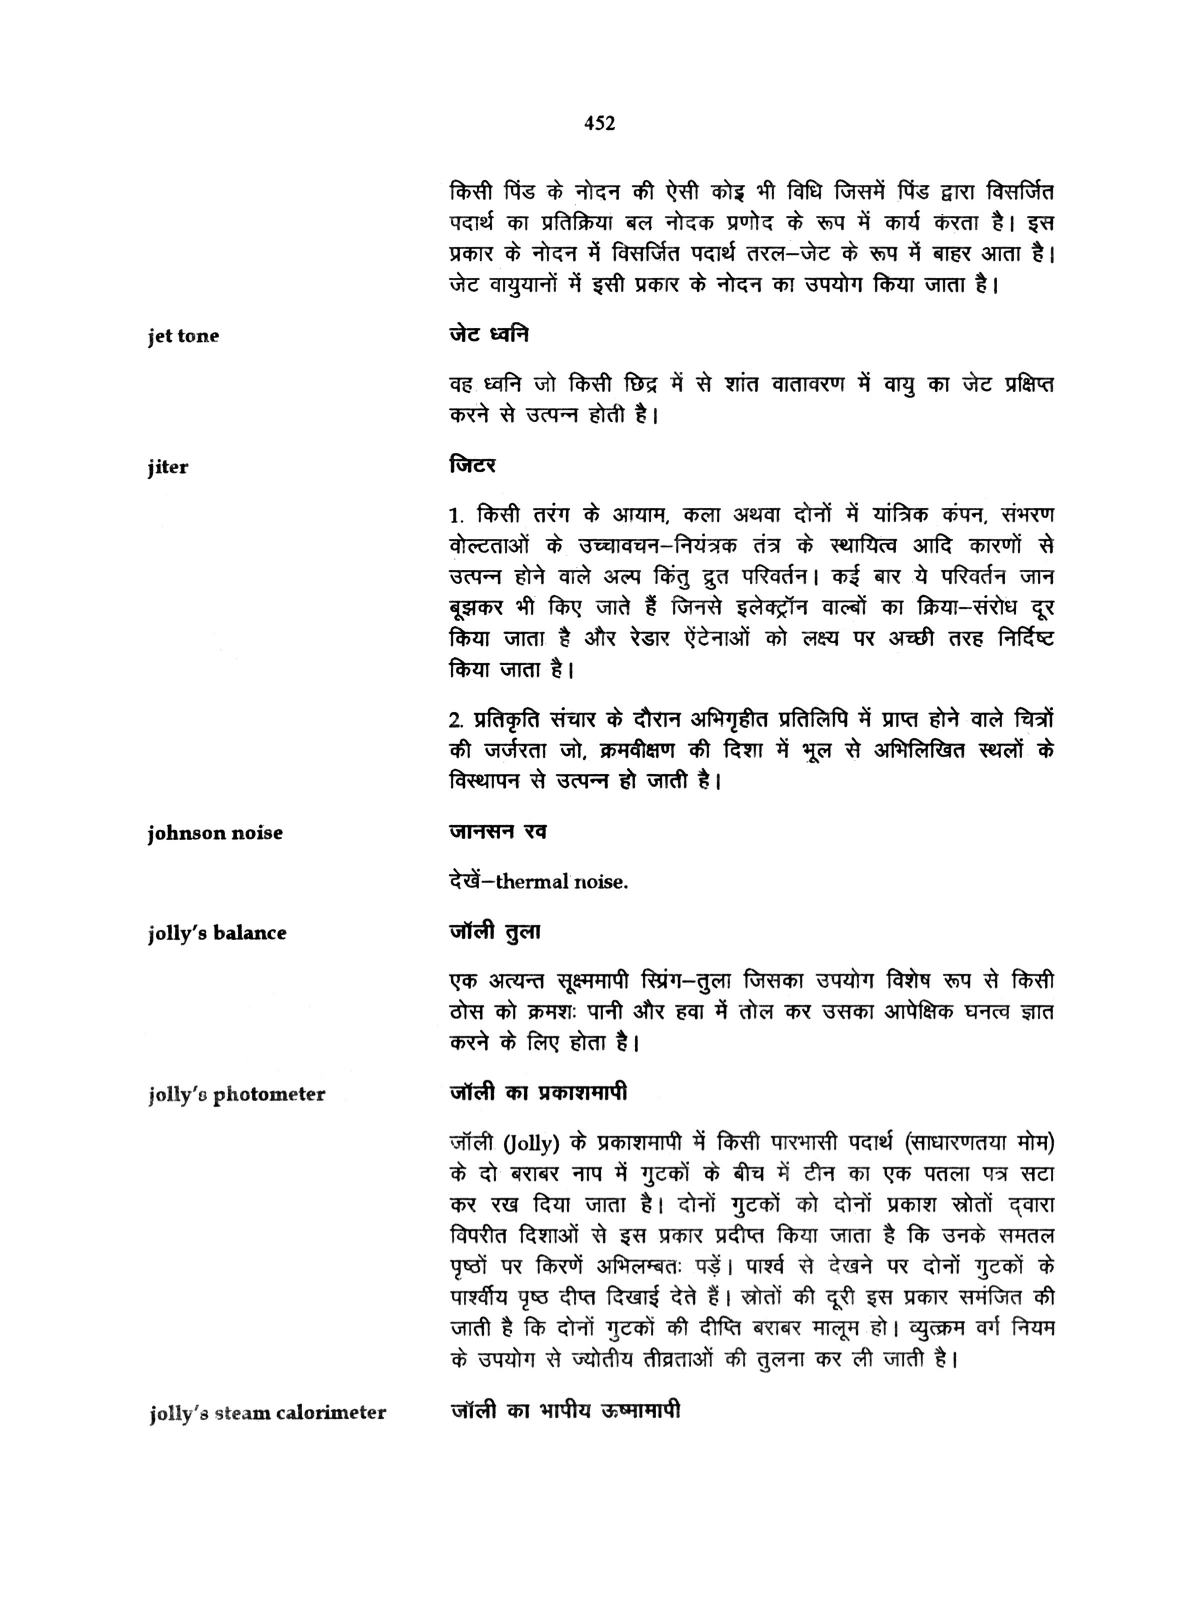 452
किसी पिंड के नोदन की ऐसी कोइ भी विधि जिसमें पिंड द्वारा विसर्जित
पदार्थ का प्रतिक्रिया बल नोदक प्रणोद के रूप में कार्य करता है। इस
प्रकार के नोदन में विसर्जित पदार्थ तरल–जेट के रूप में बाहर आता है।
जेट वायुयानों में इसी प्रकार के नोदन का उपयोग किया जाता है।
jet tone जेट ध्वनि
वह ध्वनि जो किसी छिद्र में से शांत वातावरण में वायु का जेट प्रक्षिप्त
करने से उत्पन्न होती है।
jiter जिटर
1. किसी तरंग के आयाम, कला अथवा दोनों में यांत्रिक कंपन, संभरण
वोल्टताओं के उच्चावचन–नियंत्रक तंत्र के स्थायित्व आदि कारणों से
उत्पन्न होने वाले अल्प किंतु द्रुत परिवर्तन। कई बार ये परिवर्तन जान
बूझकर भी किए जाते हैं जिनसे इलेक्ट्रॉन वाल्बों का क्रिया–संरोध दूर
किया जाता है और रेडार ऐंटेनाओं को लक्ष्य पर अच्छी तरह निर्दिष्ट
किया जाता है।
2. प्रतिकृति संचार के दौरान अभिगृहीत प्रतिलिपि में प्राप्त होने वाले चित्रों
की जर्जरता जो, क्रमवीक्षण की दिशा में भूल से अभिलिखित स्थलों के
विस्थापन से उत्पन्न हो जाती है।
johnson noise जानसन रव
देखें–thermal noise.
jolly's balance जॉली तुला
एक अत्यन्त सूक्ष्ममापी स्प्रिंग–तुला जिसका उपयोग विशेष रूप से किसी
ठोस को क्रमशः पानी और हवा में तोल कर उसका आपेक्षिक घनत्व ज्ञात
करने के लिए होता है।
jolly's photometer जॉली का प्रकाशमापी
जॉली (Jolly) के प्रकाशमापी में किसी पारभासी पदार्थ (साधारणतया मोम)
के दो बराबर नाप में गुटकों के बीच में टीन का एक पतला पत्र सटा
कर रख दिया जाता है। दोनों गुटकों को दोनों प्रकाश स्रोतों द्वारा
विपरीत दिशाओं से इस प्रकार प्रदीप्त किया जाता है कि उनके समतल
पृष्ठों पर किरणें अभिलम्बतः पड़ें। पार्श्व से देखने पर दोनों गुटकों के
पार्श्वीय पृष्ठ दीप्त दिखाई देते हैं। स्रोतों की दूरी इस प्रकार समंजित की
जाती है कि दोनों गुटकों की दीप्ति बराबर मालूम हो। व्युत्क्रम वर्ग नियम
के उपयोग से ज्योतीय तीव्रताओं की तुलना कर ली जाती है।
jolly's steam calorimeter जॉली का भापीय ऊष्मामापी